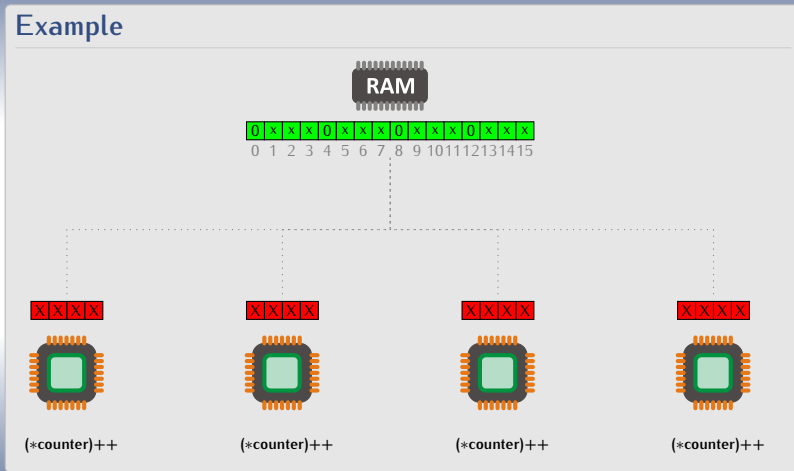 Example
RAM
0 x x x 0 x x x 0 x x x 0 x x x
0 1 2 3 4 5 6 7 8 9 10 11 12 13 14 15
X X X X X X X X X X X X X X X X
(*counter)++ (*counter)++ (*counter)++ (*counter)++